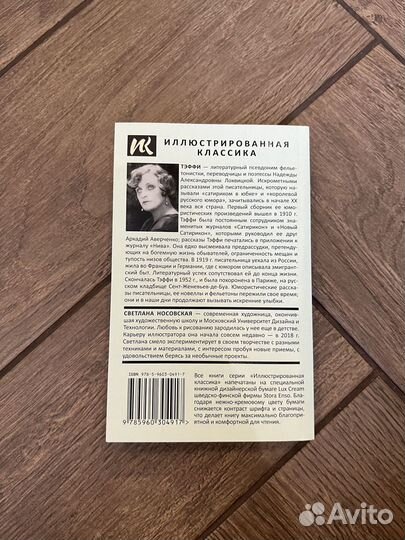 ИК
ИЛЛЮСТРИРОВАННАЯ
КЛАССИКА
ТЭФФИ — литературный псевдоним фелье-
тонистки, переводчицы и поэтессы Надежды
Александровны Лохвицкой. Искрометными
рассказами этой писательницы, которую на-
зывали «сатириком в юбке» и «королевой
русского юмора», зачитывались в начале XX
века вся страна. Первый сборник ее юмо-
ристических произведений вышел в 1910 г.
Тэффи была постоянным сотрудником зна-
менитых журналов «Сатирикон» и «Новый
Сатирикон», которыми руководил ее друг
Аркадий Аверченко; рассказы Тэффи печатались в приложении к
журналу «Нива». Она едко высмеивала предрассудки, претенду-
ющих на богемную жизнь обывателей, ограниченность мещан и
тупость низов общества. В 1919 г. писательница уехала из России,
жила во Франции и Германии, где с юмором описывала эмигрант-
ский быт. Литературный успех сопутствовал ей до конца жизни.
Скончалась Тэффи в 1952 г., и была похоронена в Париже, на рус-
ском кладбище Сент-Женевьев-де-Буа. Юмористические расска-
зы писательницы, её новеллы и фельетоны пережили свое время;
они и в наши дни продолжают вызывать искренние улыбки.
СВЕТЛАНА НОСОВСКАЯ — современная художница, окончив-
шая художественную школу и Московский Университет Дизайна и
Технологии. Любовь к рисованию зародилась у нее еще в детстве.
Карьеру иллюстратора она начала совсем недавно — в 2018 г.
Светлана смело экспериментирует в своем творчестве с разными
техниками и материалами, с интересом пробуя новые приемы, с
удовольствием берясь за необычные проекты.
ISBN 978-5-9603-0491-7
9 785960 304917 >
Все книги серии «Иллюстрированная
классика» напечатаны на специальной
книжной дизайнерской бумаге Lux Cream
шведско-финской фирмы Stora Enso. Бла-
годаря нежно-кремовому цвету бумаги
снижается контраст шрифта и страницы,
что делает книгу максимально благопри-
ятной и комфортной для чтения.
Avito